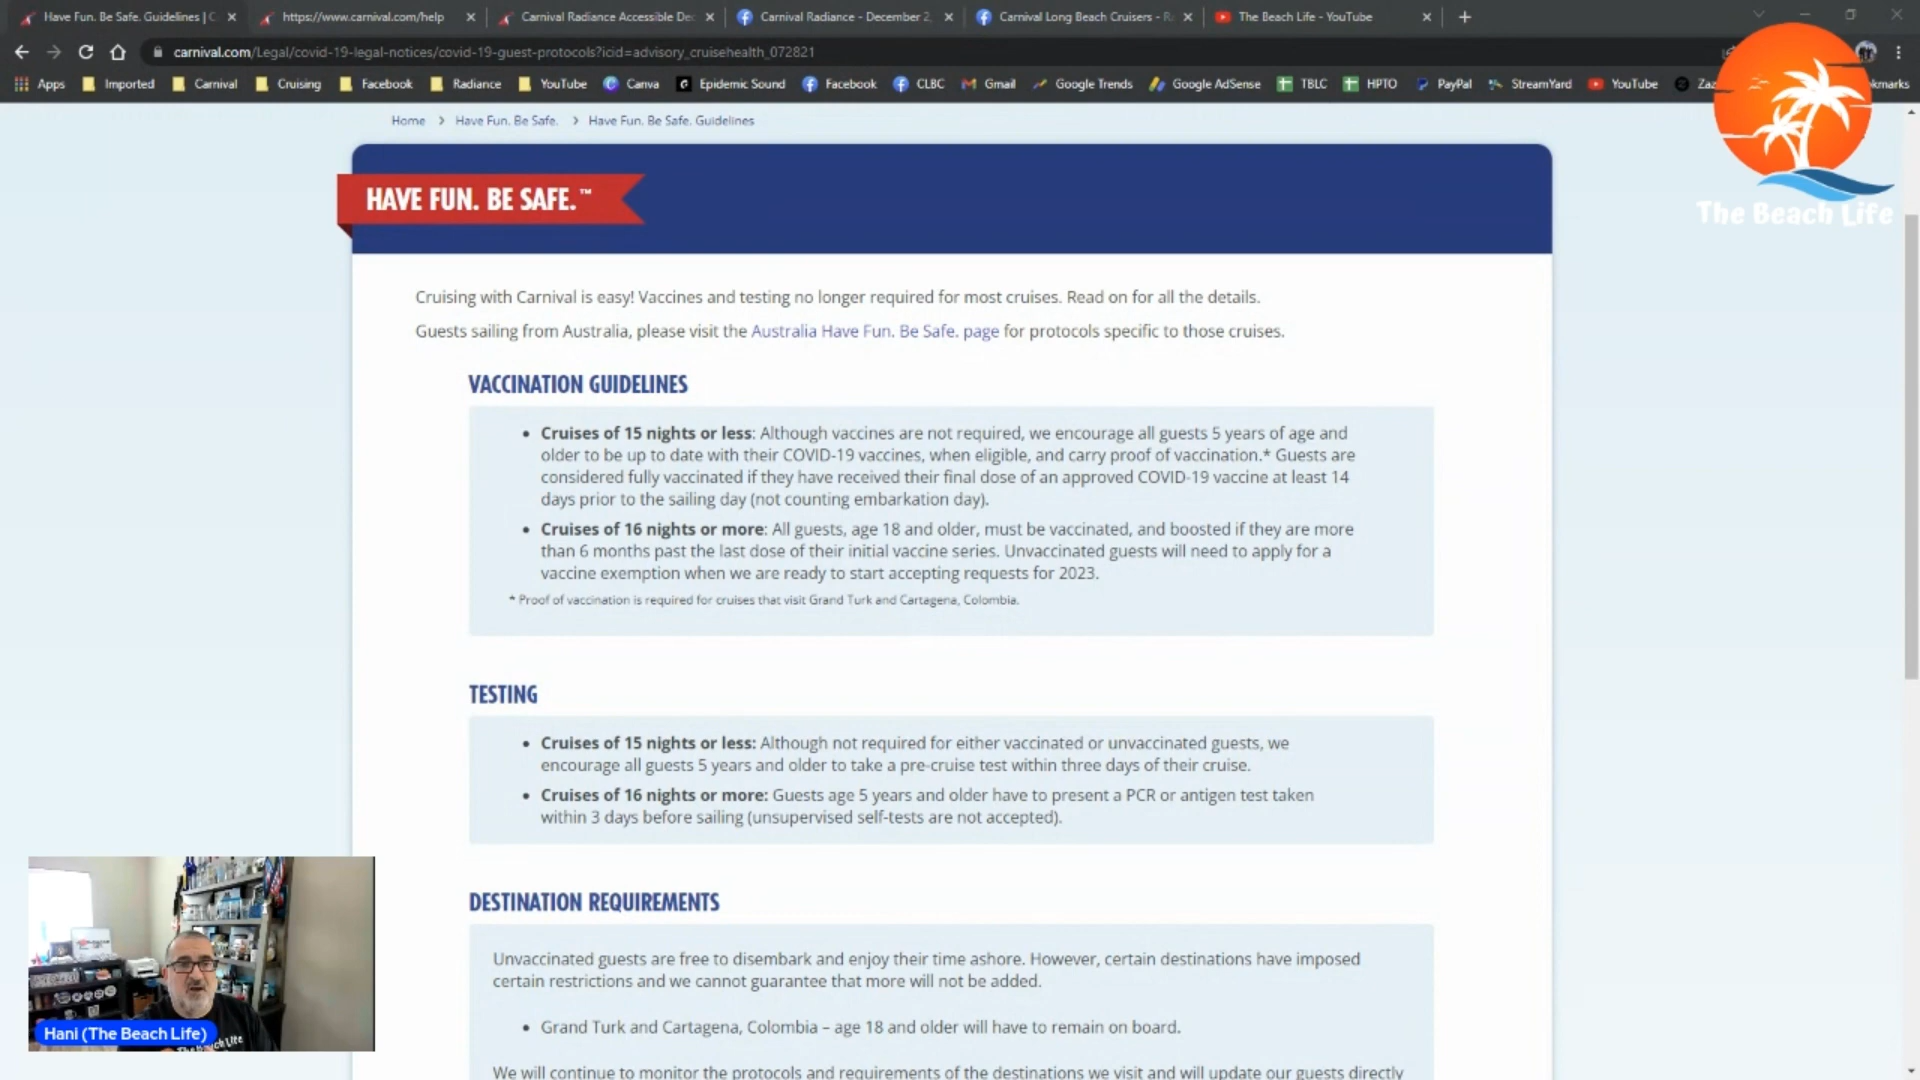 Have Fun. Be Safe. Guidelines | C
https://www.carnival.com/help
Carnival Radiance Accessible Dec
Carnival Radiance - December 2,
Carnival Long Beach Cruisers - R
The Beach Life - YouTube
carnival.com/Legal/covid-19-legal-notices/covid-19-guest-protocols?icid=advisory_cruisehealth_072821
Apps Imported Carnival Cruising Facebook Radiance YouTube Canva Epidemic Sound Facebook CLBC Gmail Google Trends Google AdSense TBLC HPTO PayPal StreamYard YouTube Zaz kmarks
The Beach Life
Home > Have Fun. Be Safe. > Have Fun. Be Safe. Guidelines
HAVE FUN. BE SAFE.™
Cruising with Carnival is easy! Vaccines and testing no longer required for most cruises. Read on for all the details.
Guests sailing from Australia, please visit the Australia Have Fun. Be Safe. page for protocols specific to those cruises.
VACCINATION GUIDELINES
• Cruises of 15 nights or less: Although vaccines are not required, we encourage all guests 5 years of age and
older to be up to date with their COVID-19 vaccines, when eligible, and carry proof of vaccination.* Guests are
considered fully vaccinated if they have received their final dose of an approved COVID-19 vaccine at least 14
days prior to the sailing day (not counting embarkation day).
• Cruises of 16 nights or more: All guests, age 18 and older, must be vaccinated, and boosted if they are more
than 6 months past the last dose of their initial vaccine series. Unvaccinated guests will need to apply for a
vaccine exemption when we are ready to start accepting requests for 2023.
* Proof of vaccination is required for cruises that visit Grand Turk and Cartagena, Colombia.
TESTING
• Cruises of 15 nights or less: Although not required for either vaccinated or unvaccinated guests, we
encourage all guests 5 years and older to take a pre-cruise test within three days of their cruise.
• Cruises of 16 nights or more: Guests age 5 years and older have to present a PCR or antigen test taken
within 3 days before sailing (unsupervised self-tests are not accepted).
DESTINATION REQUIREMENTS
Unvaccinated guests are free to disembark and enjoy their time ashore. However, certain destinations have imposed
certain restrictions and we cannot guarantee that more will not be added.
• Grand Turk and Cartagena, Colombia – age 18 and older will have to remain on board.
We will continue to monitor the protocols and requirements of the destinations we visit and will update our guests directly
Hani (The Beach Life)
The Beach Life